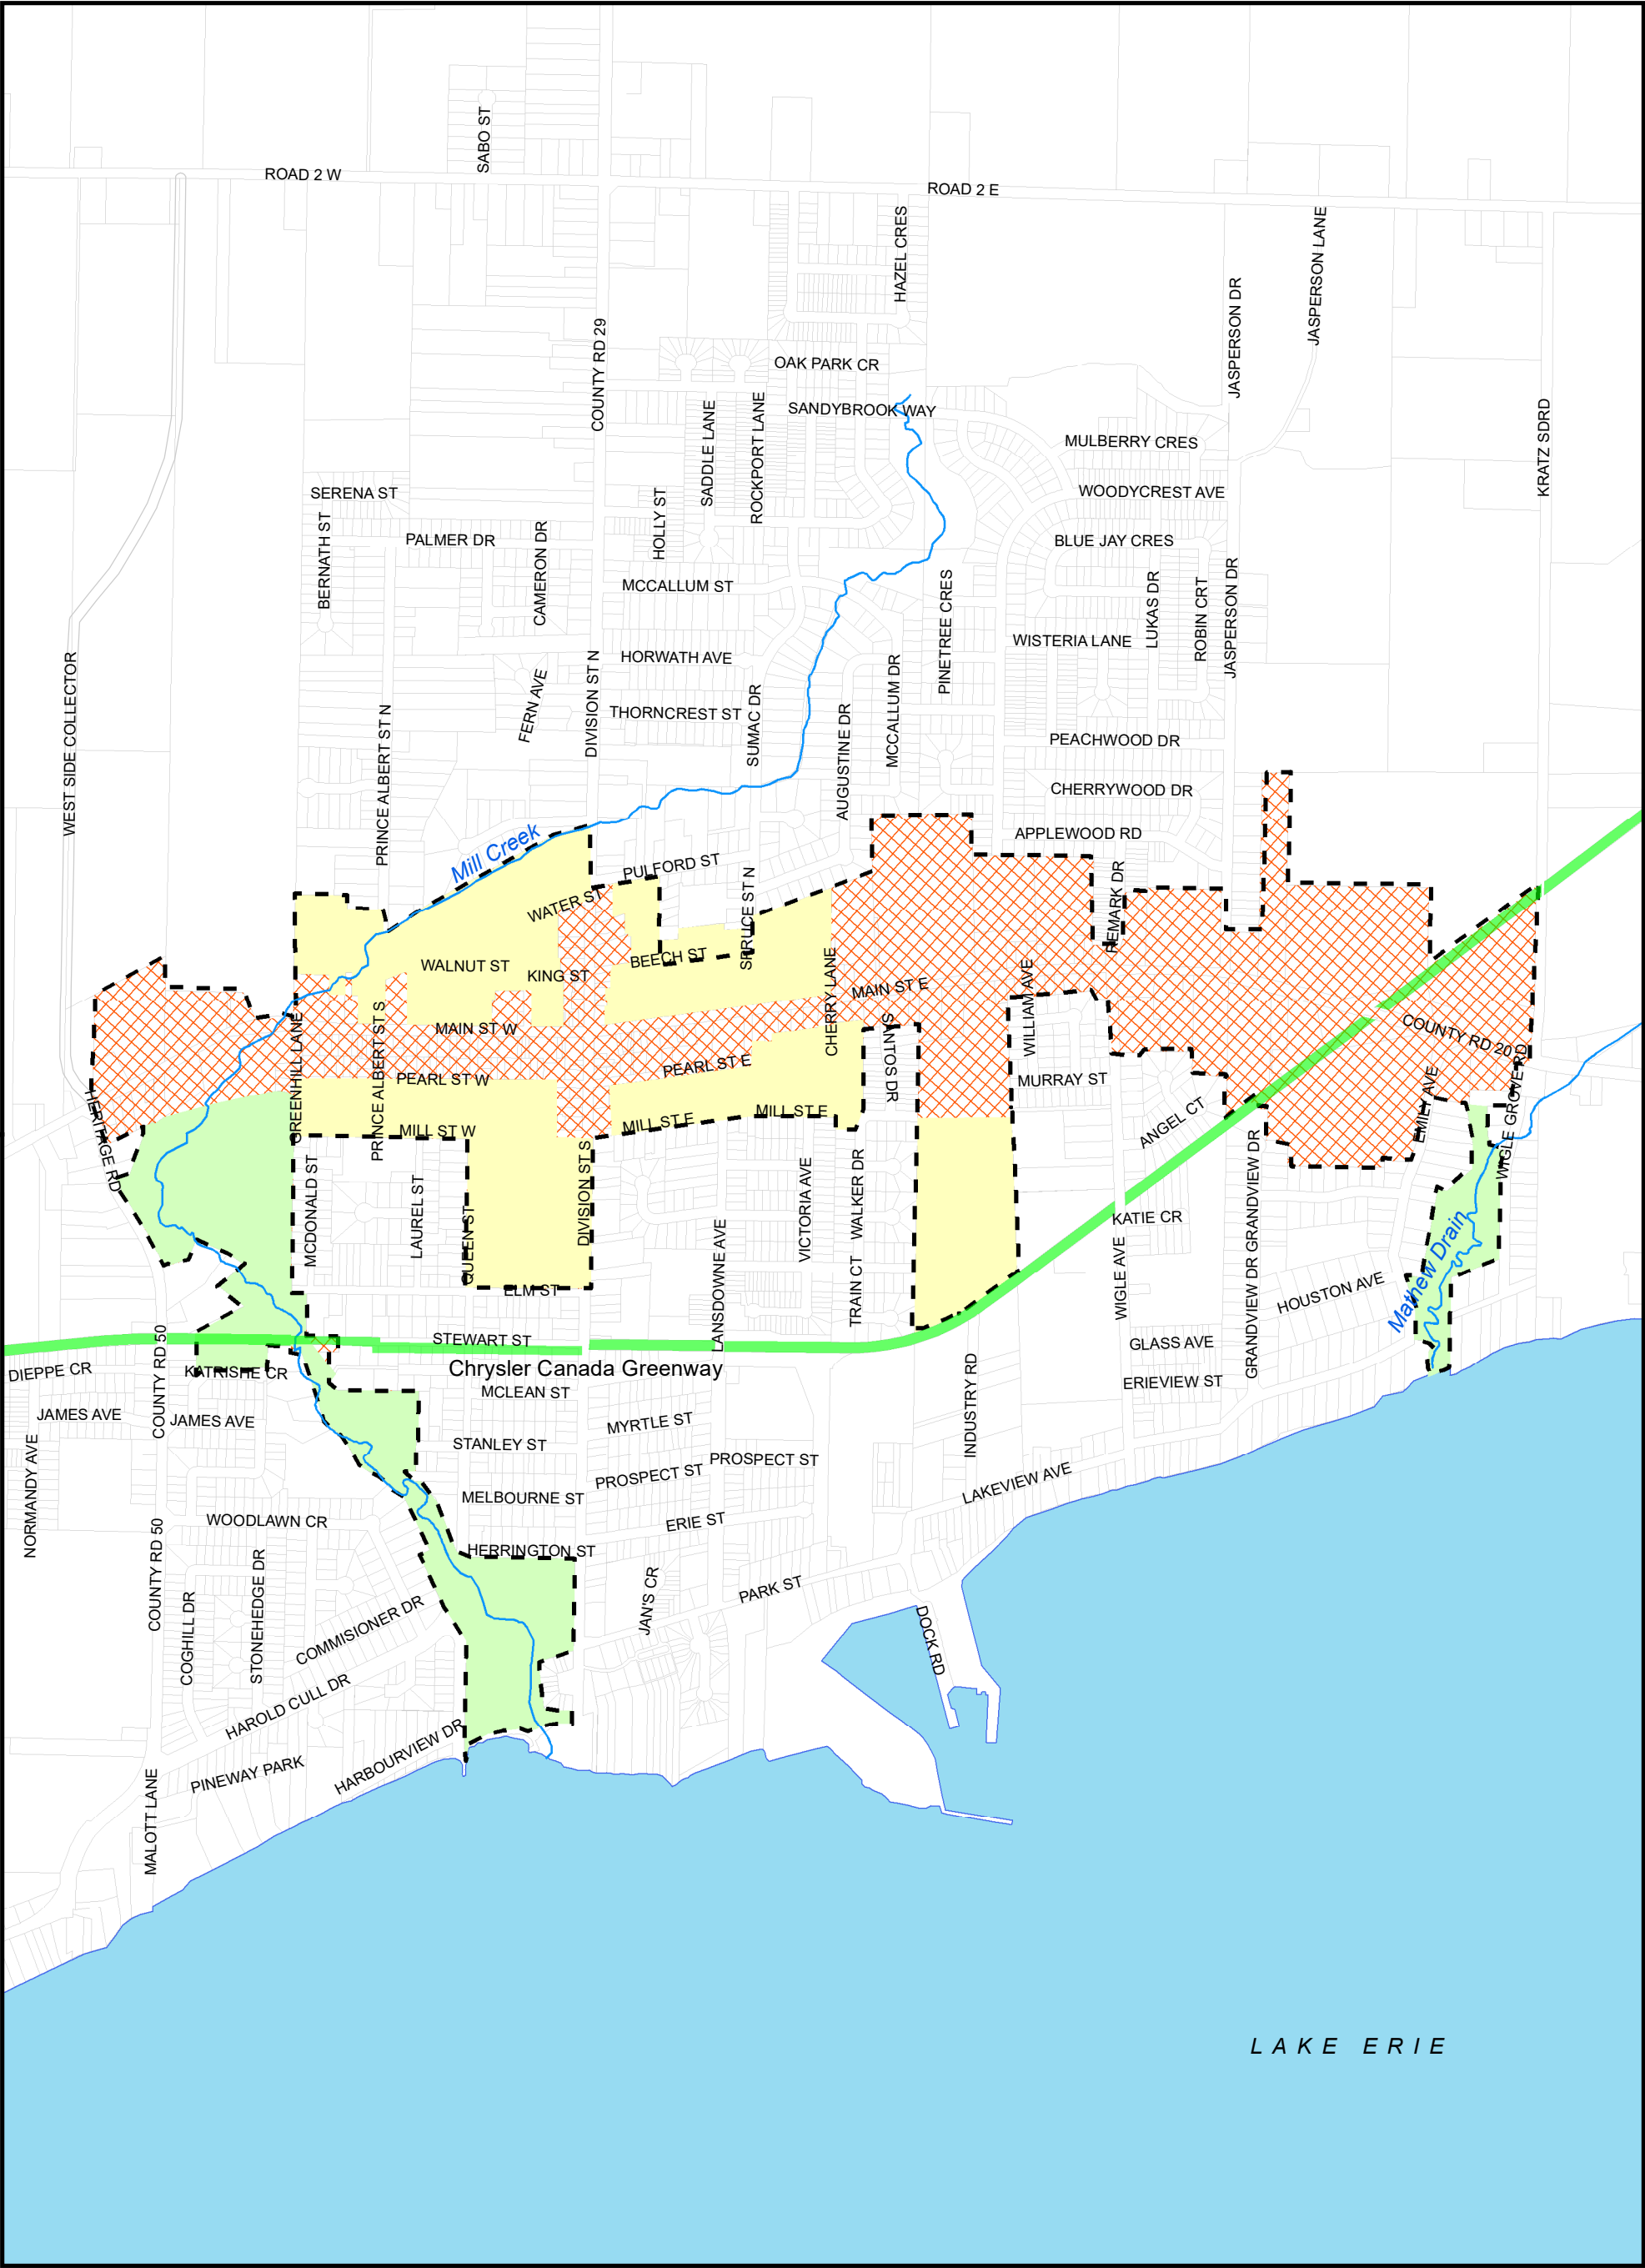 SABO ST
ROAD 2 W
ROAD 2 E
HAZEL CRES
JASPERSON LANE
JASPERSON DR
COUNTY RD 29
OAK PARK CR
SANDYBROOK WAY
SADDLE LANE
ROCKPORT LANE
MULBERRY CRES
KRATZ SDRD
SERENA ST
WOODYCREST AVE
HOLLY ST
BERNATH ST
PALMER DR
CAMERON DR
BLUE JAY CRES
MCCALLUM ST
PINETREE CRES
LUKAS DR
ROBIN CRT
JASPERSON DR
WISTERIA LANE
WEST SIDE COLLECTOR
HORWATH AVE
DIVISION ST N
FERN AVE
THORNCREST ST
SUMAC DR
MCCALLUM DR
AUGUSTINE DR
PRINCE ALBERT ST N
PEACHWOOD DR
CHERRYWOOD DR
APPLEWOOD RD
Mill Creek
PULFORD ST
REMARK DR
WATER ST
SPRUCE ST N
BEECH ST
WALNUT ST
KING ST
MAIN ST E
CHERRY LANE
WILLIAM AVE
MAIN ST W
SANTOS DR
COUNTY RD 20
GREENHILL LANE
PRINCE ALBERT ST S
PEARL ST E
PEARL ST W
MURRAY ST
EMILY AVE
WIGLE GROVE RD
HERITAGE RD
MILL ST E
MILL ST E
MILL ST W
ANGEL CT
MCDONALD ST
LAUREL ST
QUEEN ST
DIVISION ST S
LANSDOWNE AVE
VICTORIA AVE
WALKER DR
TRAIN CT
KATIE CR
WIGLE AVE
GRANDVIEW DR
GRANDVIEW DR
HOUSTON AVE
Mathew Drain
ELM ST
STEWART ST
Chrysler Canada Greenway
GLASS AVE
ERIEVIEW ST
DIEPPE CR
COUNTY RD 50
KATRISHE CR
JAMES AVE
JAMES AVE
MCLEAN ST
MYRTLE ST
STANLEY ST
PROSPECT ST
PROSPECT ST
INDUSTRY RD
LAKEVIEW AVE
NORMANDY AVE
MELBOURNE ST
ERIE ST
WOODLAWN CR
COUNTY RD 50
HERRINGTON ST
STONEHEDGE DR
COGHILL DR
COMMISIONER DR
JAN'S CR
PARK ST
DOCK RD
HAROLD CULL DR
HARBOURVIEW DR
PINEWAY PARK
MALOTT LANE
LAKE ERIE